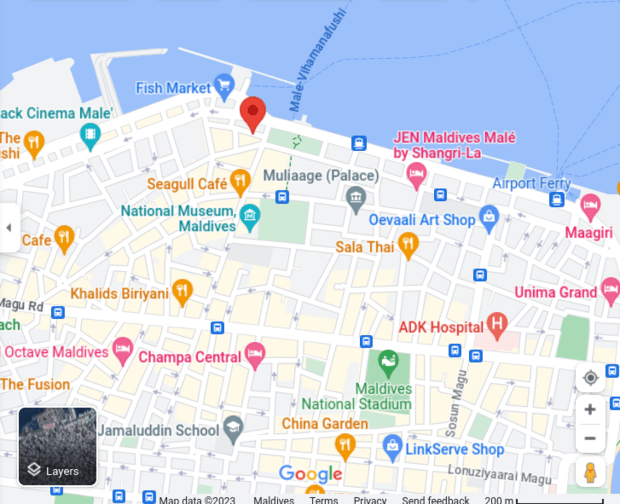 Male-Vihamanafushi
Fish Market
ack Cinema Male'
The
shi
JEN Maldives Malé
by Shangri-La
Muliaage (Palace)
Seagull Café
Airport Ferry
National Museum,
Maldives
Oevaali Art Shop
Maagiri
Cafe
Sala Thai
Khalids Biriyani
Unima Grand
Magu Rd
ach
ADK Hospital
Octave Maldives
Champa Central
The Fusion
Maldives
National Stadium
Sosun Magu
China Garden
Jamaluddin School
LinkServe Shop
Layers
Google
Lonuziyaarai Magu
Map data ©2023 Maldives Terms Privacy Send feedback 200 m